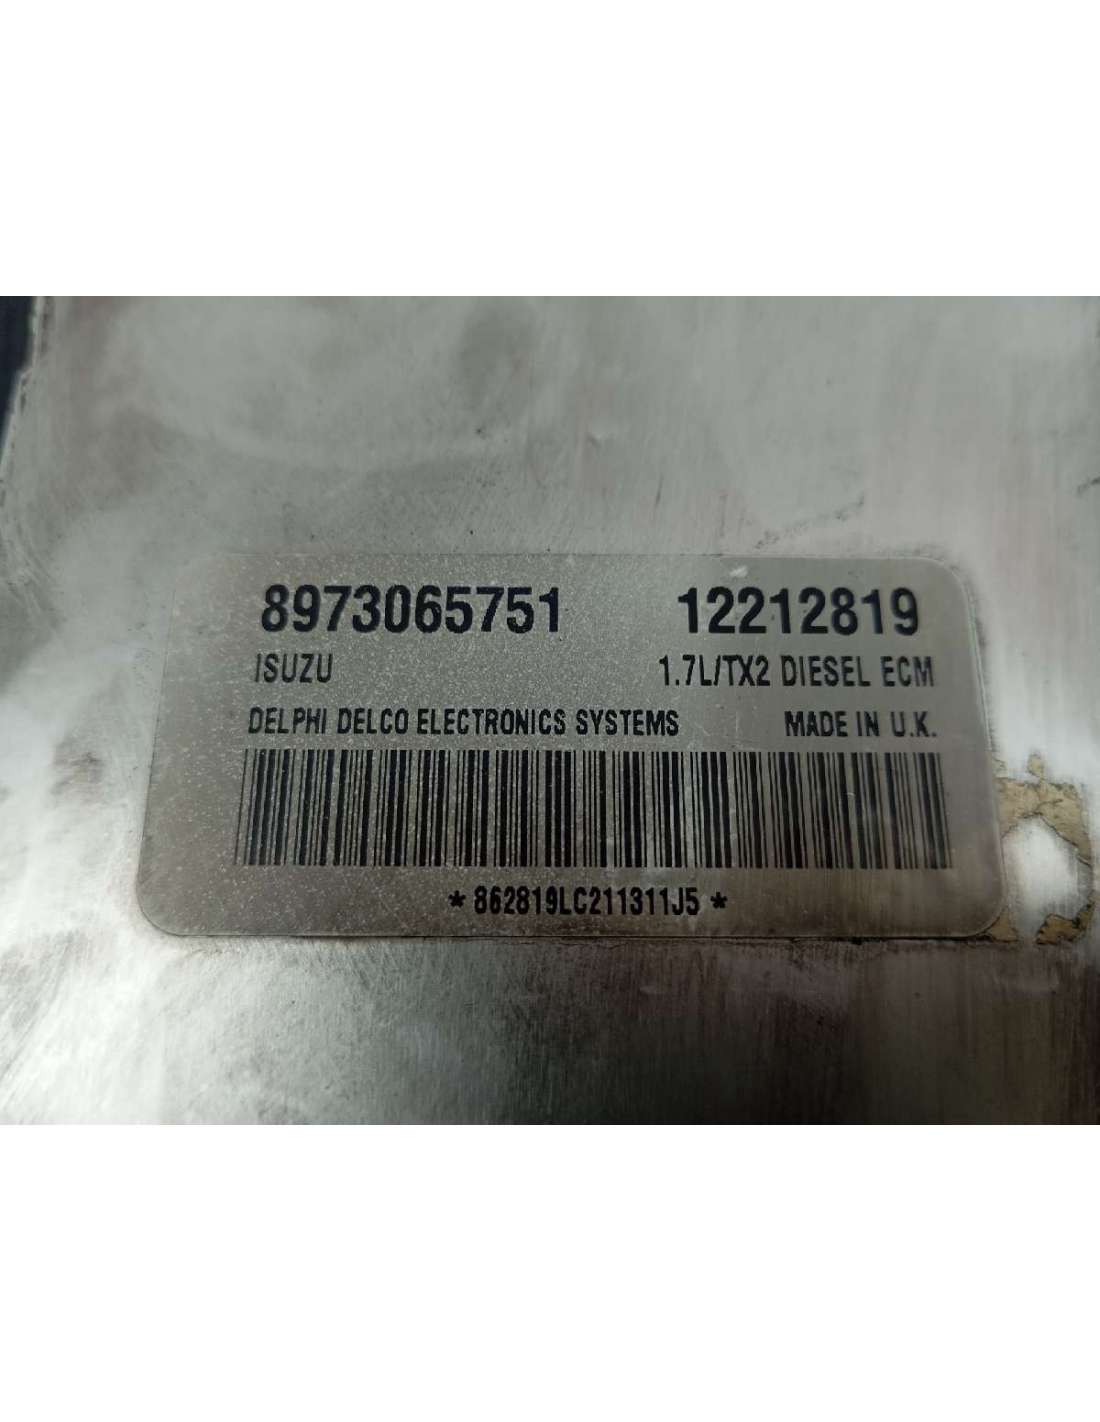 8973065751 12212819
ISUZU 1.7L/TX2 DIESEL ECM
DELPHI DELCO ELECTRONICS SYSTEMS MADE IN U.K.
*862819LC211311J5*